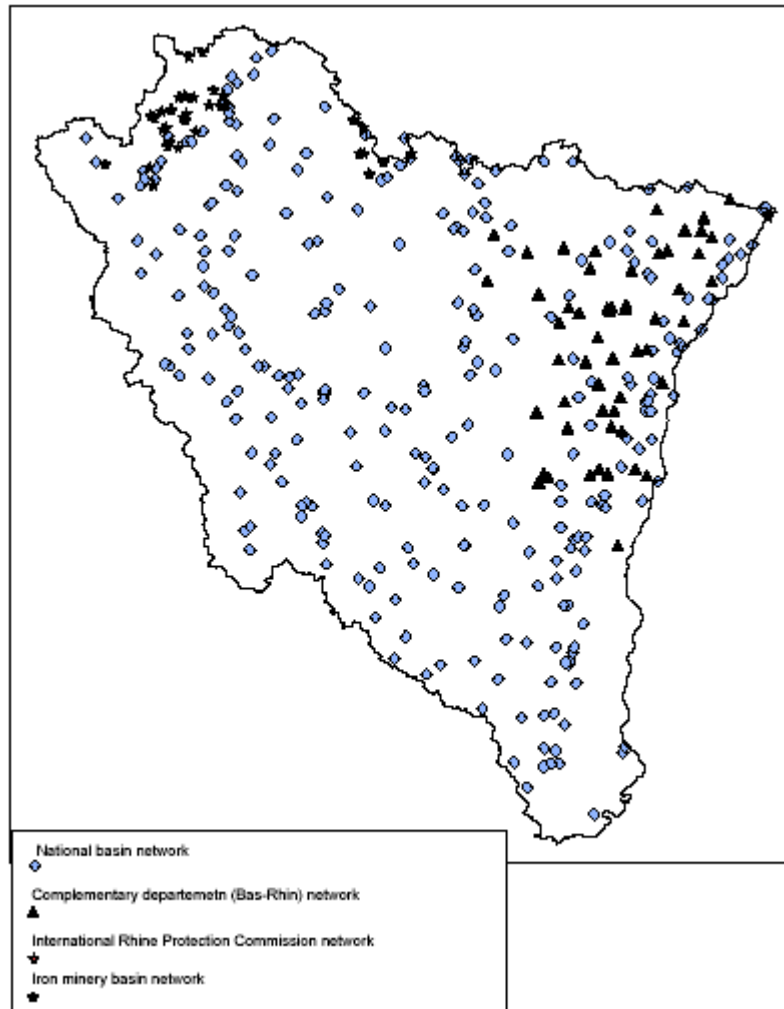 National basin network
Complementary departemetn (Bas-Rhin) network
International Rhine Protection Commission network
Iron minery basin network